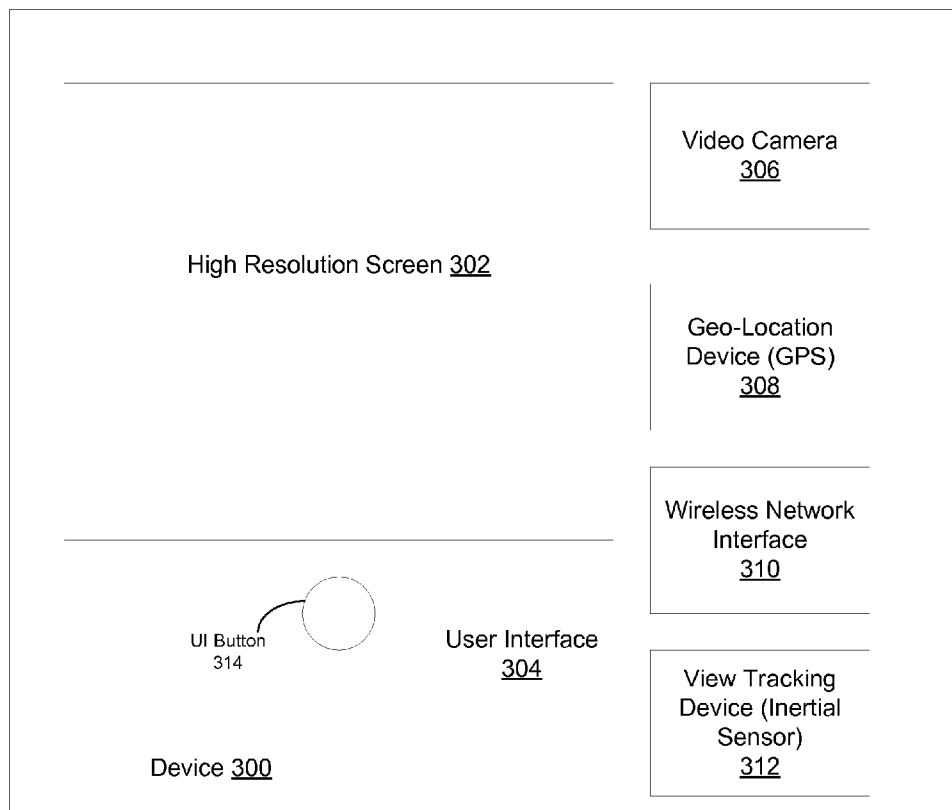 Video Camera
306
High Resolution Screen 302
Geo-Location
Device (GPS)
308
Wireless Network
Interface
310
UI Button
314
User Interface
304
View Tracking
Device (Inertial
Sensor)
312
Device 300